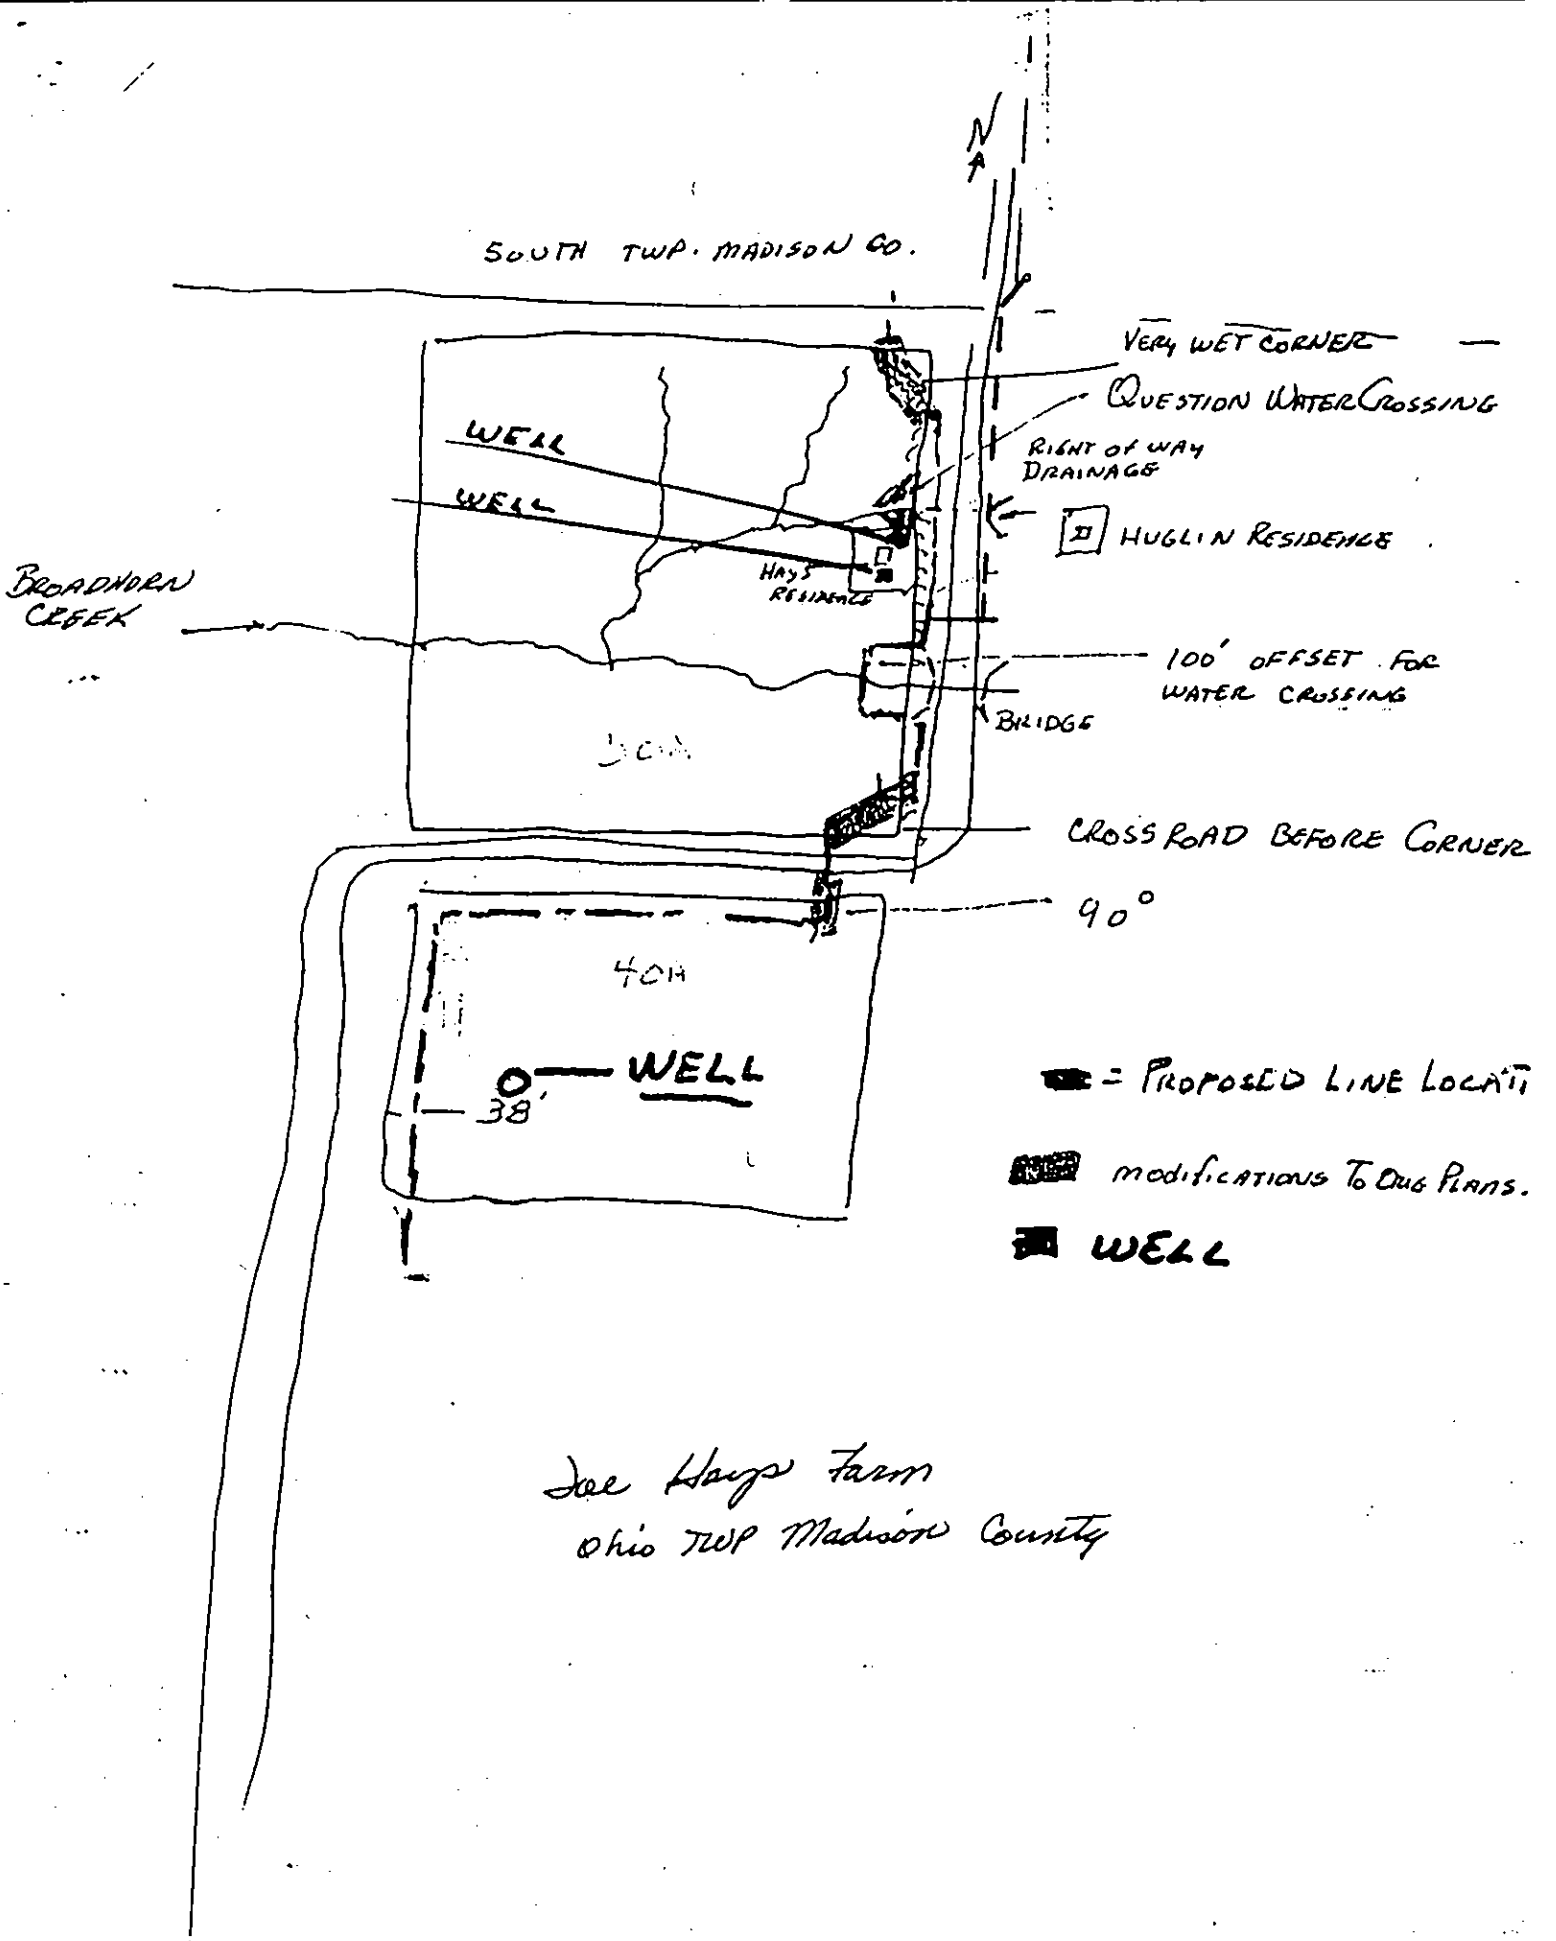 N
SOUTH TWP. MADISON CO.
VERY WET CORNER
QUESTION WATER CROSSING
RIGHT OF WAY
DRAINAGE
WELL
WELL
HUGLIN RESIDENCE
HAYS
RESIDENCE
BROADHORN
CREEK
100' OFFSET FOR
WATER CROSSING
BRIDGE
CROSS ROAD BEFORE CORNER
90°
40A
WELL
38'
= PROPOSED LINE LOCATI
MODIFICATIONS TO PLANS.
WELL
Joe Hays Farm
Ohio TWP Madison County